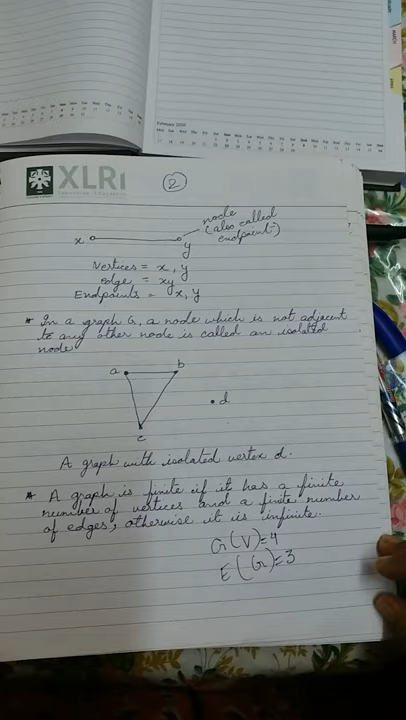 February 2020
XLRI
2
node
(also called
endpoint)
x y
Vertices = x, y
edge = xy
Endpoints = x, y
* In a graph G, a node which is not adjacent
to any other node is called an isolated
node
a b
d
c
A graph with isolated vertex d.
* A graph is finite if it has a finite
number of vertices and a finite number
of edges, otherwise it is infinite.
G(V)=4
E(G)=3